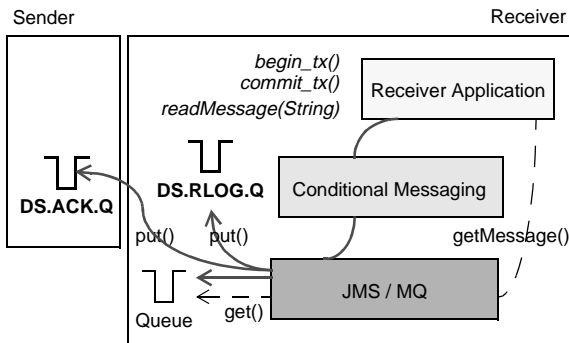 Sender
Receiver
begin_tx()
commit_tx()
readMessage(String)
Receiver Application
DS.ACK.Q
DS.RLOG.Q
Conditional Messaging
put()
put()
getMessage()
Queue
get()
JMS / MQ